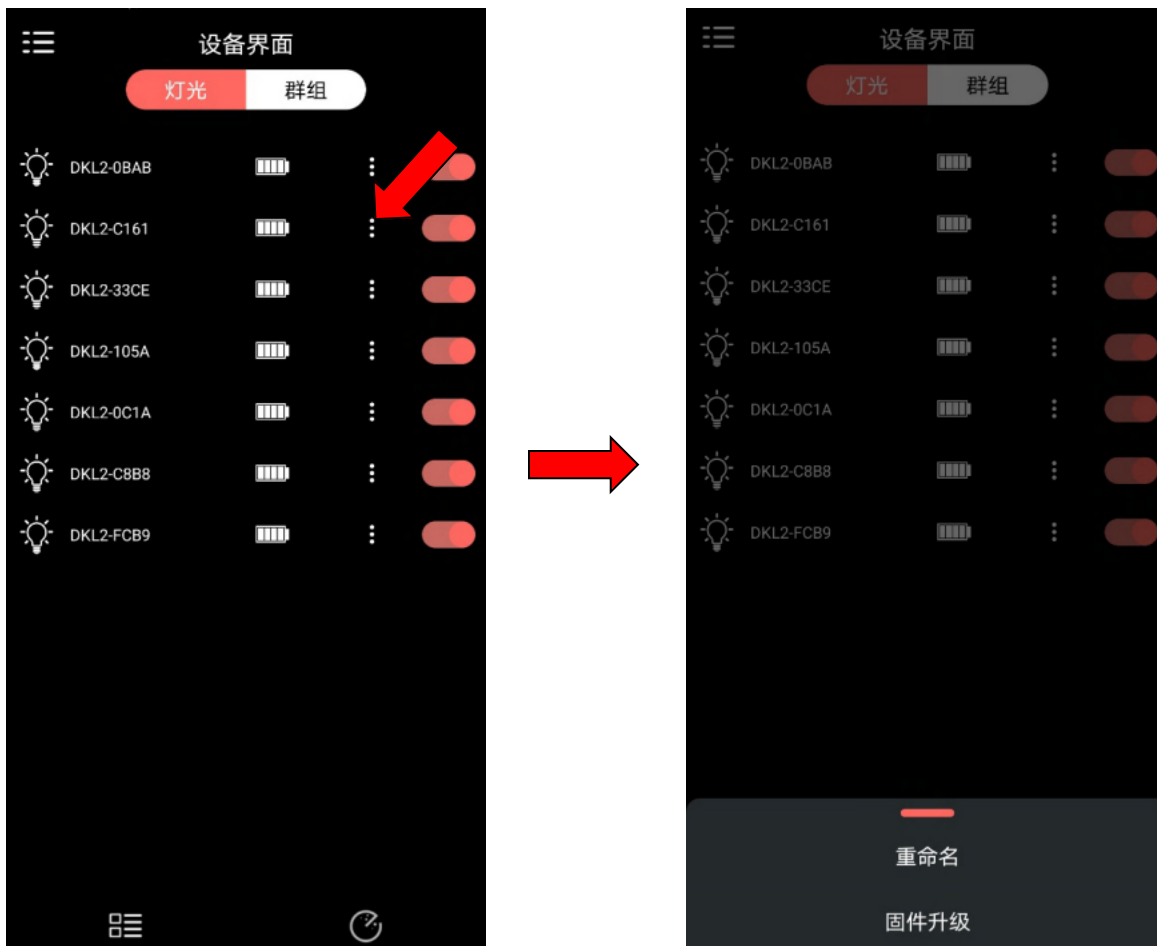 设备界面
灯光 群组
DKL2-0BAB
DKL2-C161
DKL2-33CE
DKL2-105A
DKL2-0C1A
DKL2-C8B8
DKL2-FCB9
设备界面
灯光 群组
DKL2-0BAB
DKL2-C161
DKL2-33CE
DKL2-105A
DKL2-0C1A
DKL2-C8B8
DKL2-FCB9
重命名
固件升级